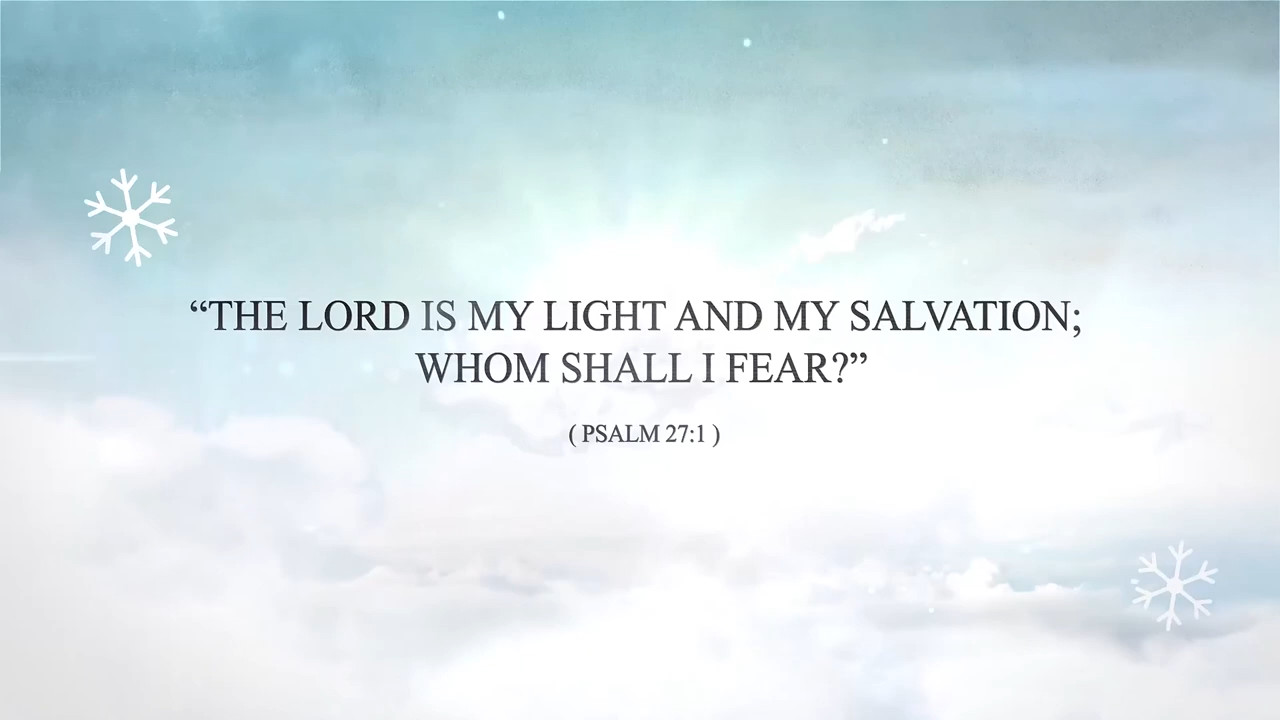 “THE LORD IS MY LIGHT AND MY SALVATION;
WHOM SHALL I FEAR?”
( PSALM 27:1 )